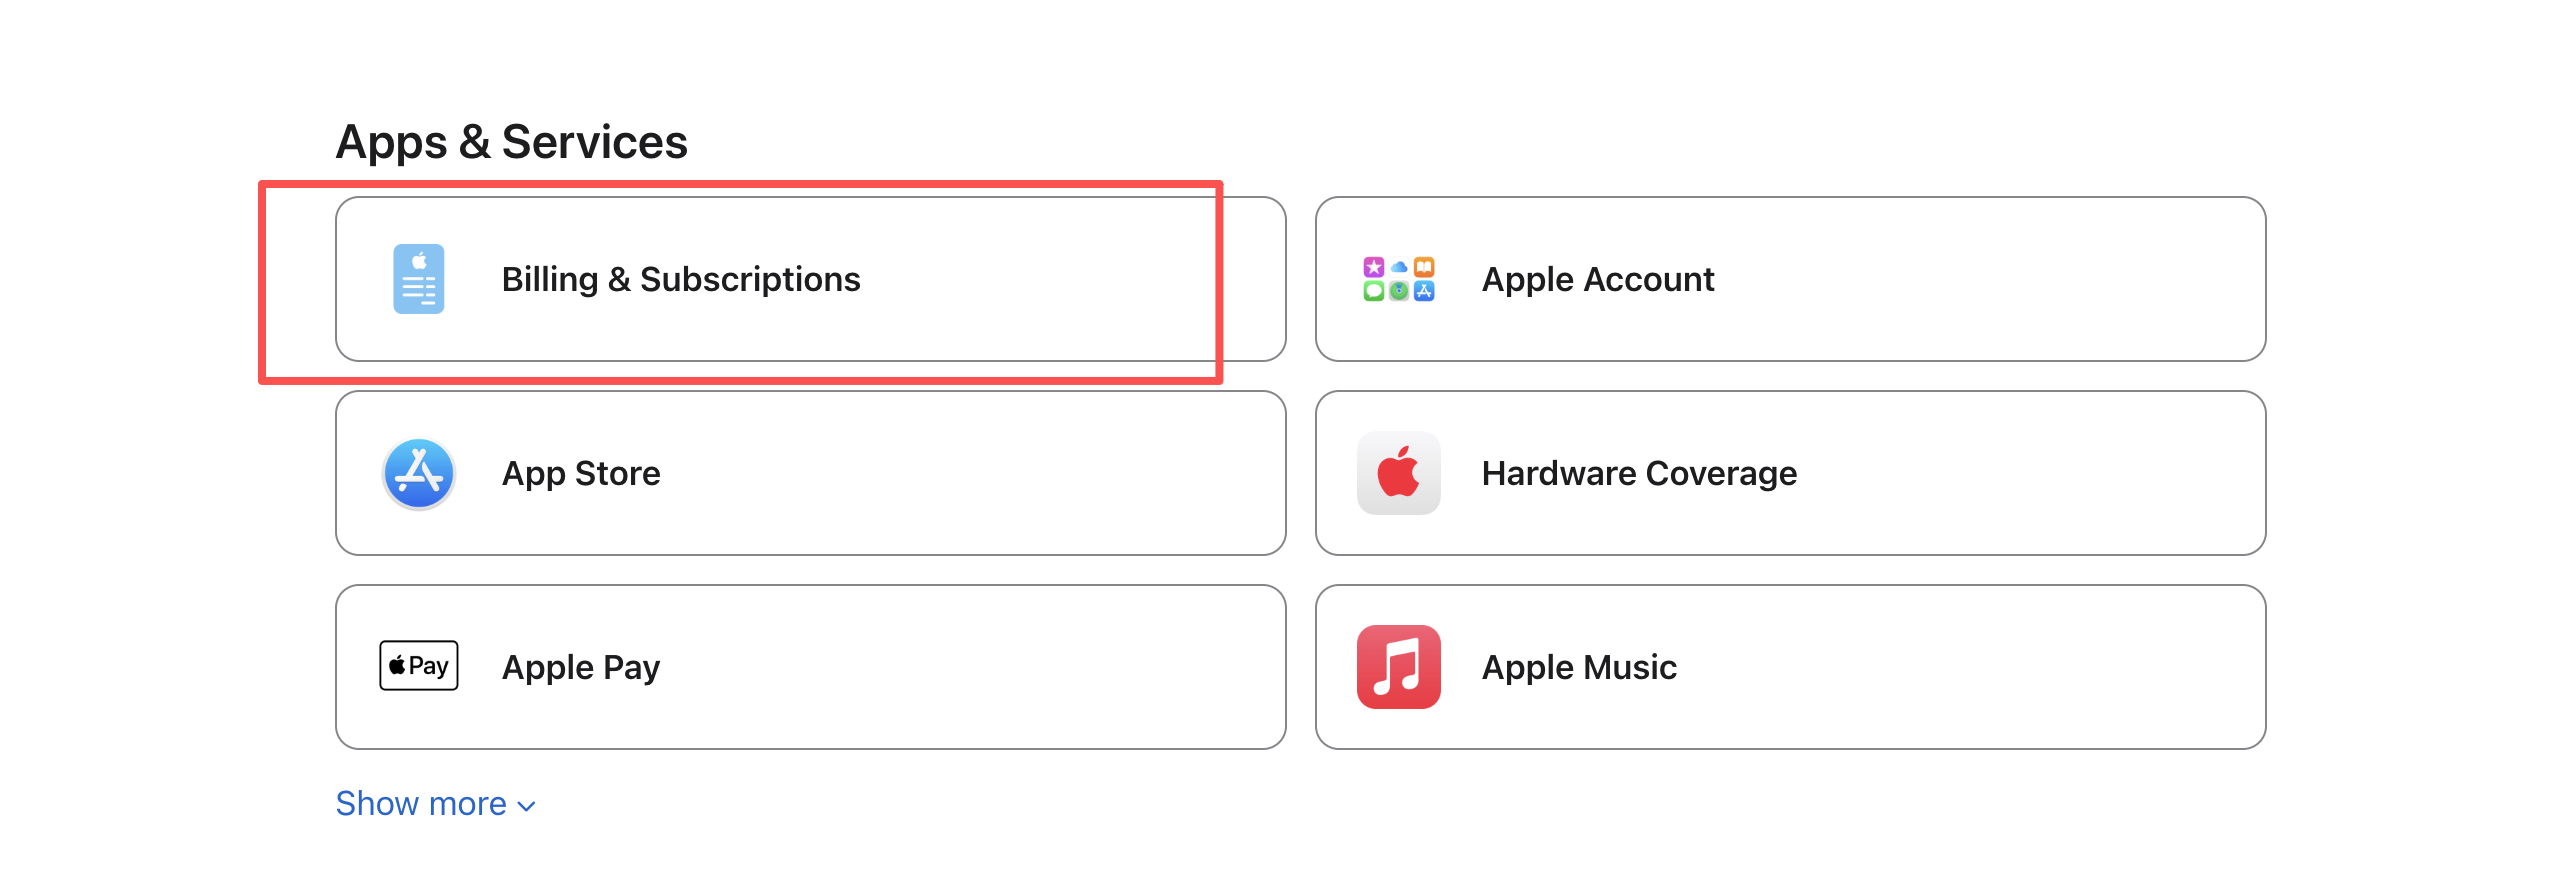 Apps & Services
Billing & Subscriptions
Apple Account
App Store
Hardware Coverage
Pay
Apple Pay
Apple Music
Show more